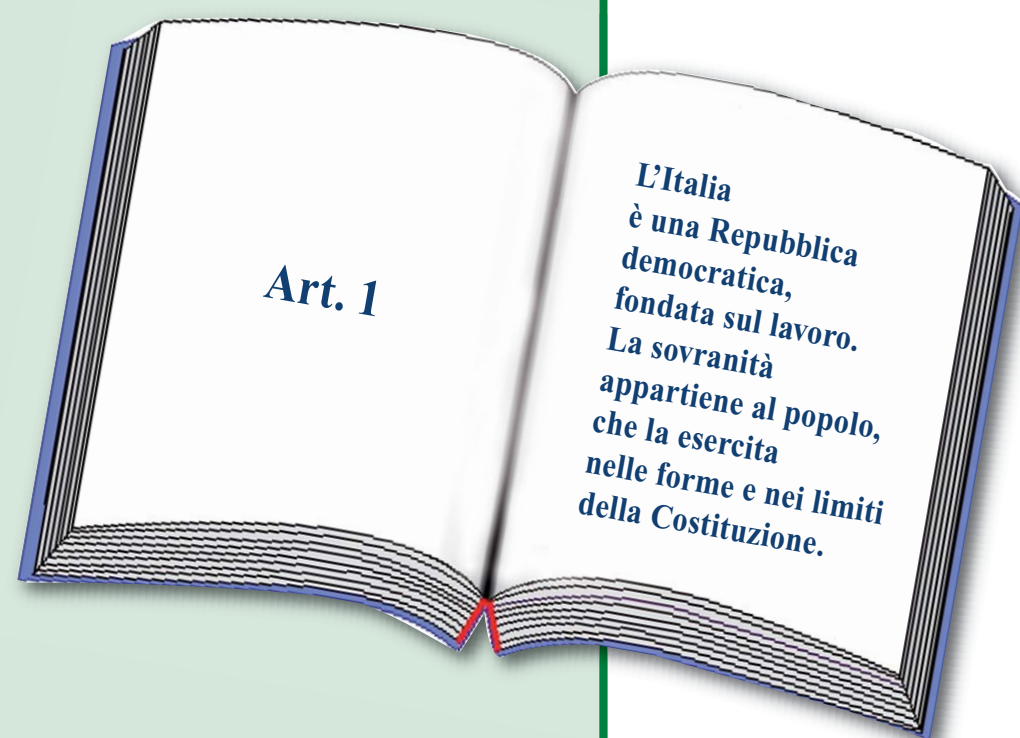 Art. 1
L’Italia
è una Repubblica
democratica,
fondata sul lavoro.
La sovranità
appartiene al popolo,
che la esercita
nelle forme e nei limiti
della Costituzione.